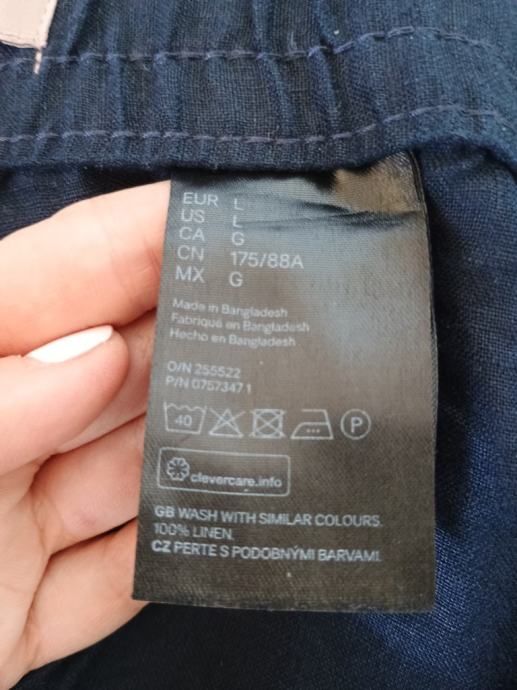 EUR L
US L
CA G
CN 175/88A
MX G
Made in Bangladesh
Fabriqué en Bangladesh
Hecho en Bangladesh
O/N 255522
P/N 07573471
40 P
clevercare.info
GB WASH WITH SIMILAR COLOURS.
100% LINEN.
CZ PERTE S PODOBNÝMI BARVAMI.